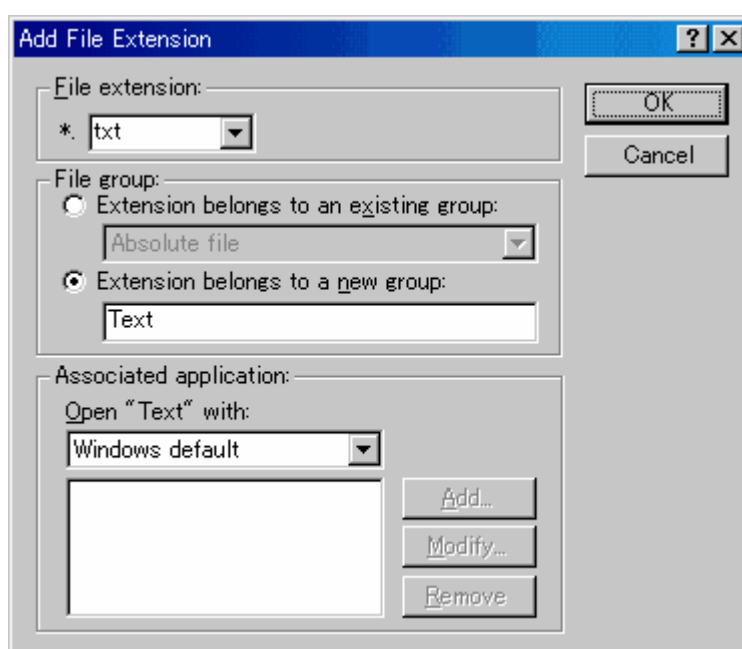 Add File Extension
File extension:
*. txt
OK
Cancel
File group:
Extension belongs to an existing group:
Absolute file
Extension belongs to a new group:
Text
Associated application:
Open "Text" with:
Windows default
Add...
Modify...
Remove